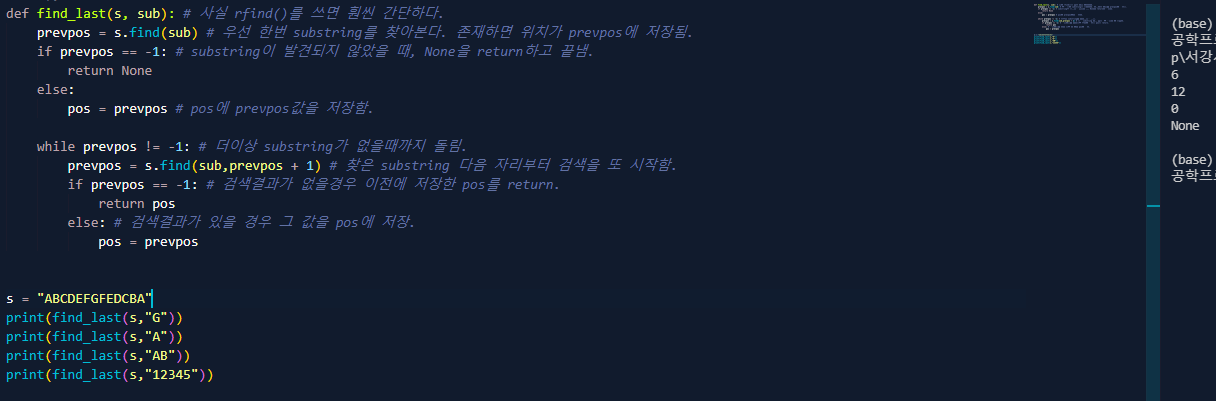 def find_last(s, sub): # 사실 rfind()를 쓰면 훨씬 간단하다.
    prevpos = s.find(sub) # 우선 한번 substring를 찾아본다. 존재하면 위치가 prevpos에 저장됨.
    if prevpos == -1: # substring이 발견되지 않았을 때, None을 return하고 끝냄.
        return None
    else:
        pos = prevpos # pos에 prevpos값을 저장함.
    while prevpos != -1: # 더이상 substring가 없을때까지 돌림.
        prevpos = s.find(sub,prevpos + 1) # 찾은 substring 다음 자리부터 검색을 또 시작함.
        if prevpos == -1: # 검색결과가 없을경우 이전에 저장한 pos를 return.
            return pos
        else: # 검색결과가 있을 경우 그 값을 pos에 저장.
            pos = prevpos
s = "ABCDEFGFEDCBA"
print(find_last(s,"G"))
print(find_last(s,"A"))
print(find_last(s,"AB"))
print(find_last(s,"12345"))
(base)
공학프로
p\서강
6
12
0
None
(base)
공학프로